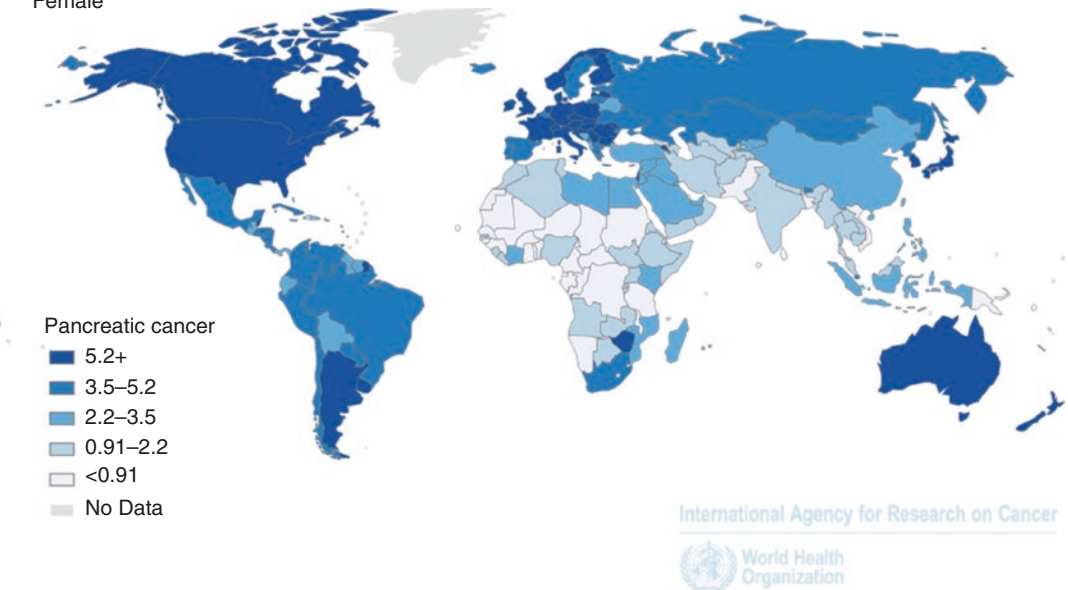 Female
Pancreatic cancer
5.2+
3.5–5.2
2.2–3.5
0.91–2.2
<0.91
No Data
International Agency for Research on Cancer
World Health
Organization